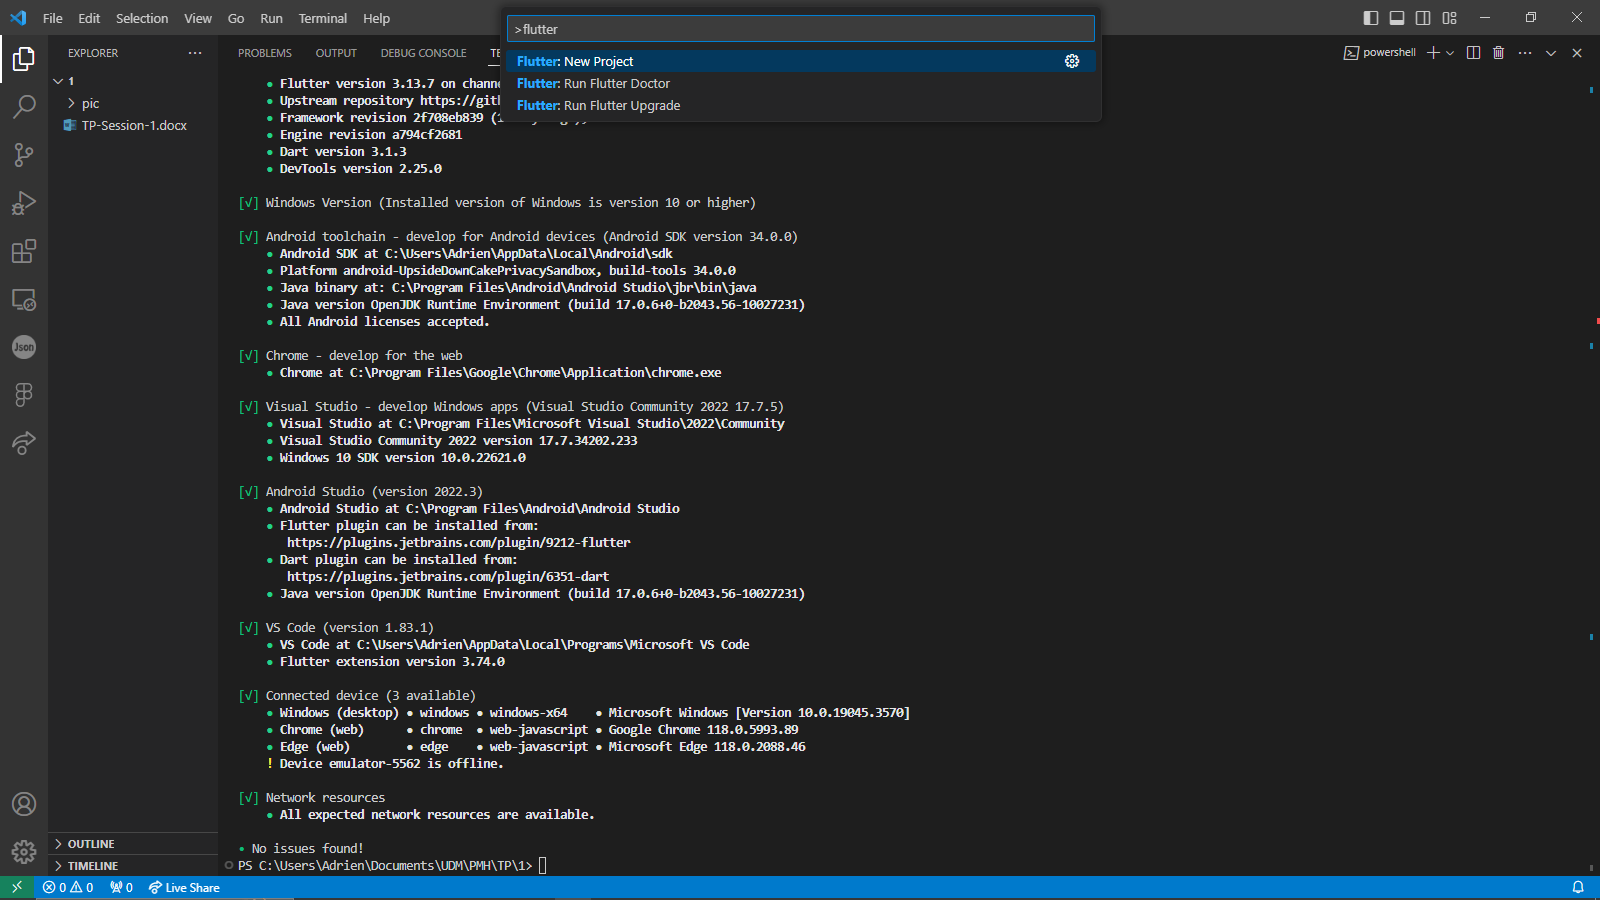 File Edit Selection View Go Run Terminal Help
>flutter
Flutter: New Project
Flutter: Run Flutter Doctor
Flutter: Run Flutter Upgrade
EXPLORER
1
pic
TP-Session-1.docx
OUTLINE
TIMELINE
Json
PROBLEMS OUTPUT DEBUG CONSOLE TE
powershell
• Flutter version 3.13.7 on chann
• Upstream repository https://git
• Framework revision 2f708eb839 (
• Engine revision a794cf2681
• Dart version 3.1.3
• DevTools version 2.25.0
[√] Windows Version (Installed version of Windows is version 10 or higher)
[√] Android toolchain - develop for Android devices (Android SDK version 34.0.0)
• Android SDK at C:\Users\Adrien\AppData\Local\Android\sdk
• Platform android-UpsideDownCakePrivacySandbox, build-tools 34.0.0
• Java binary at: C:\Program Files\Android\Android Studio\jbr\bin\java
• Java version OpenJDK Runtime Environment (build 17.0.6+0-b2043.56-10027231)
• All Android licenses accepted.
[√] Chrome - develop for the web
• Chrome at C:\Program Files\Google\Chrome\Application\chrome.exe
[√] Visual Studio - develop Windows apps (Visual Studio Community 2022 17.7.5)
• Visual Studio at C:\Program Files\Microsoft Visual Studio\2022\Community
• Visual Studio Community 2022 version 17.7.34202.233
• Windows 10 SDK version 10.0.22621.0
[√] Android Studio (version 2022.3)
• Android Studio at C:\Program Files\Android\Android Studio
• Flutter plugin can be installed from:
https://plugins.jetbrains.com/plugin/9212-flutter
• Dart plugin can be installed from:
https://plugins.jetbrains.com/plugin/6351-dart
• Java version OpenJDK Runtime Environment (build 17.0.6+0-b2043.56-10027231)
[√] VS Code (version 1.83.1)
• VS Code at C:\Users\Adrien\AppData\Local\Programs\Microsoft VS Code
• Flutter extension version 3.74.0
[√] Connected device (3 available)
• Windows (desktop) • windows • windows-x64 • Microsoft Windows [Version 10.0.19045.3570]
• Chrome (web) • chrome • web-javascript • Google Chrome 118.0.5993.89
• Edge (web) • edge • web-javascript • Microsoft Edge 118.0.2088.46
! Device emulator-5562 is offline.
[√] Network resources
• All expected network resources are available.
• No issues found!
PS C:\Users\Adrien\Documents\UDM\PMH\TP\1>
0 0 0 Live Share